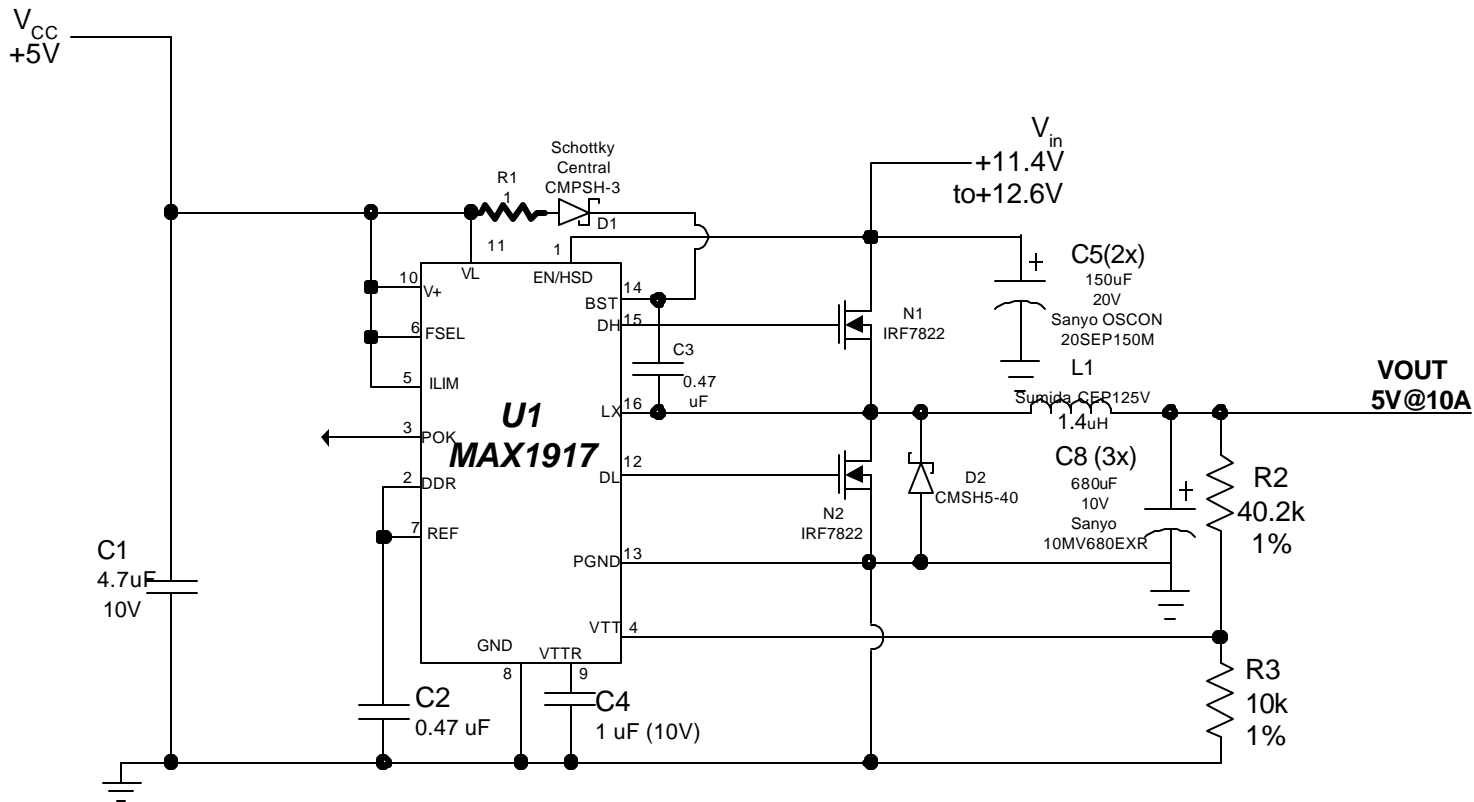 V CC
+5V
V in
+11.4V
to+12.6V
Schottky
Central
CMPSH-3
R1
1
D1
11
1
VL
EN/HSD
C5(2x)
150uF
20V
Sanyo OSCON
20SEP150M
10
V+
14
BST
6
FSEL
15
DH
N1
IRF7822
C3
0.47
uF
5
ILIM
16
LX
L1
Sumida CEP125V
1.4uH
VOUT
5V@10A
U1
MAX1917
3
POK
12
DL
2
DDR
D2
CMSH5-40
N2
IRF7822
C8 (3x)
680uF
10V
Sanyo
10MV680EXR
R2
40.2k
1%
7
REF
13
PGND
C1
4.7uF
10V
VTT
4
GND
VTTR
8
9
R3
10k
1%
C2
0.47 uF
C4
1 uF (10V)